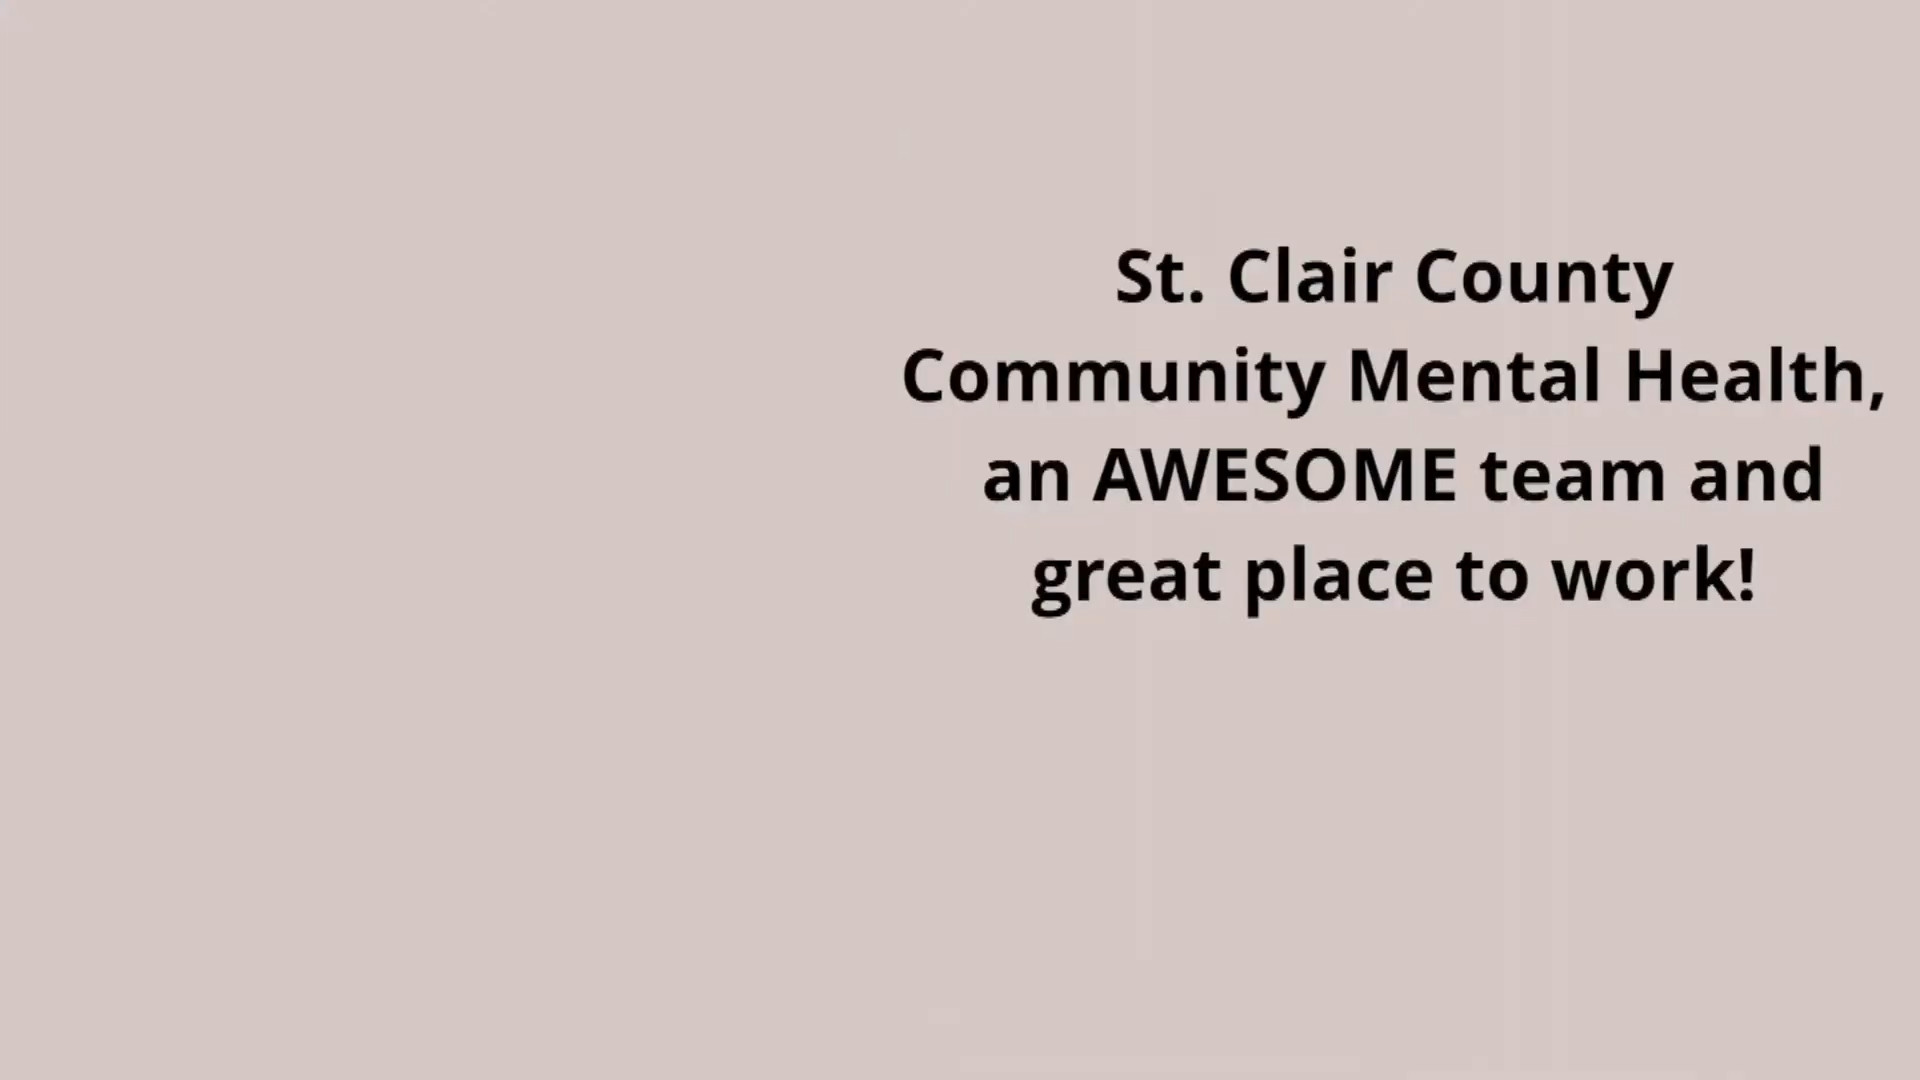 St. Clair County
Community Mental Health,
an AWESOME team and
great place to work!